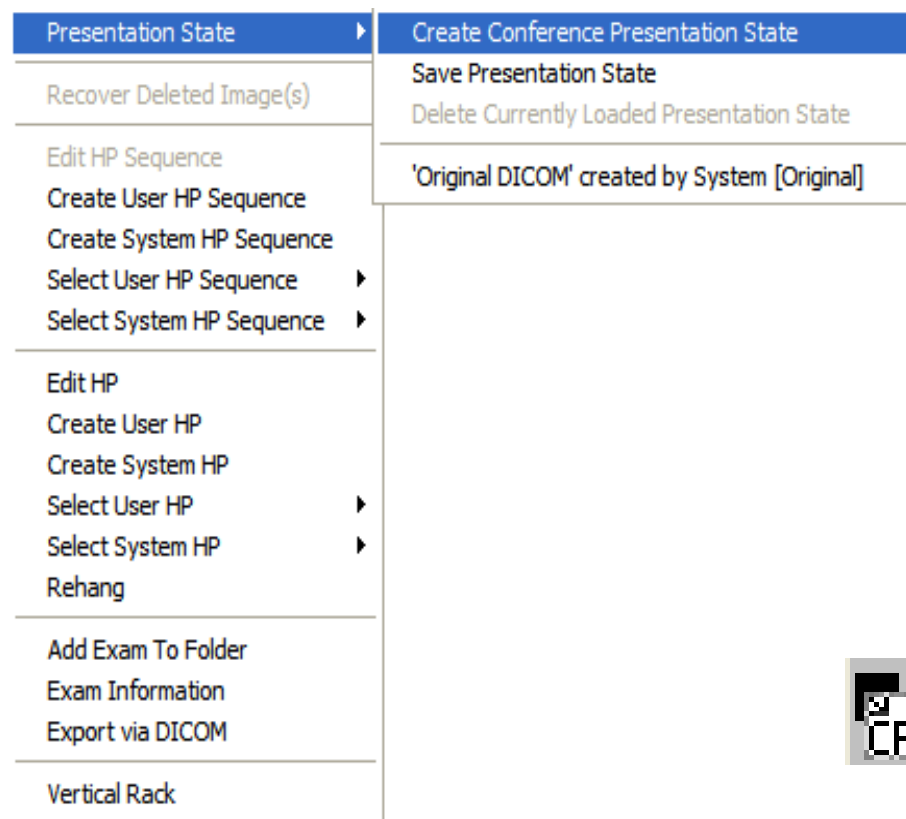 Presentation State
Recover Deleted Image(s)
Edit HP Sequence
Create User HP Sequence
Create System HP Sequence
Select User HP Sequence
Select System HP Sequence
Edit HP
Create User HP
Create System HP
Select User HP
Select System HP
Rehang
Add Exam To Folder
Exam Information
Export via DICOM
Vertical Rack
Create Conference Presentation State
Save Presentation State
Delete Currently Loaded Presentation State
'Original DICOM' created by System [Original]